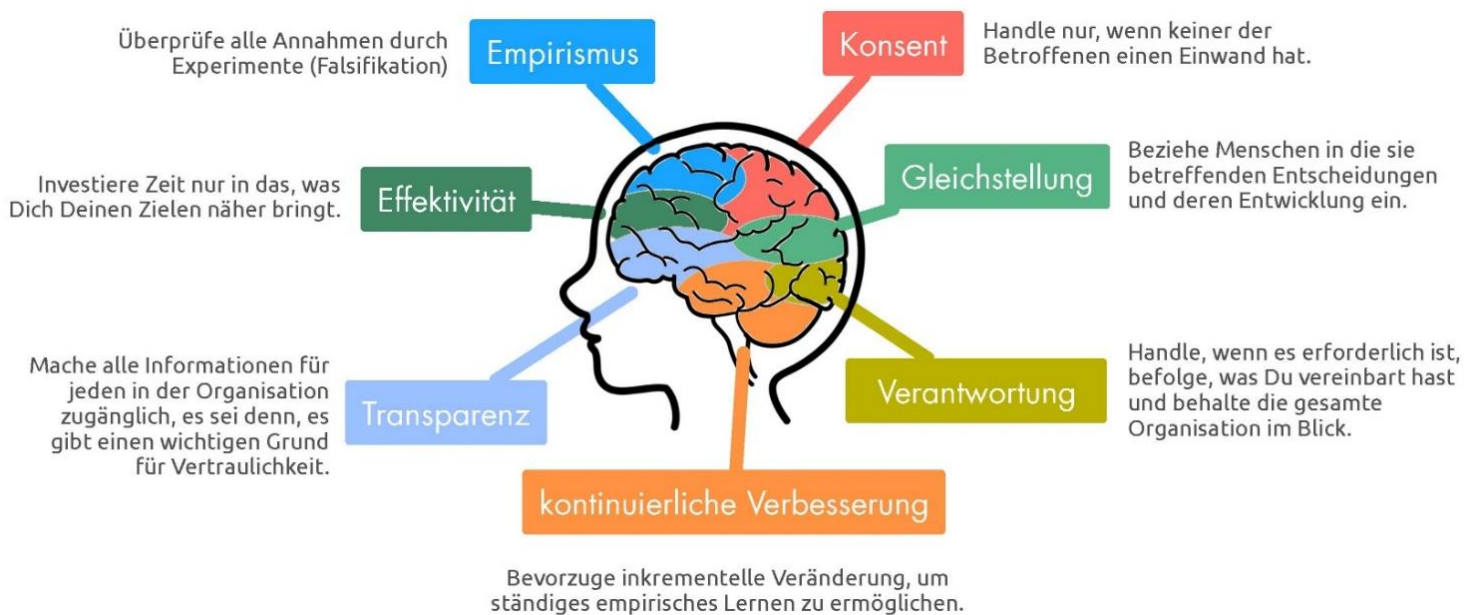 Überprüfe alle Annahmen durch
Experimente (Falsifikation)
Empirismus
Konsent
Handle nur, wenn keiner der
Betroffenen einen Einwand hat.
Investiere Zeit nur in das, was
Dich Deinen Zielen näher bringt.
Effektivität
Gleichstellung
Beziehe Menschen in die sie
betreffenden Entscheidungen
und deren Entwicklung ein.
Mache alle Informationen für
jeden in der Organisation
zugänglich, es sei denn, es
gibt einen wichtigen Grund
für Vertraulichkeit.
Transparenz
Verantwortung
Handle, wenn es erforderlich ist,
befolge, was Du vereinbart hast
und behalte die gesamte
Organisation im Blick.
kontinuierliche Verbesserung
Bevorzuge inkrementelle Veränderung, um
ständiges empirisches Lernen zu ermöglichen.